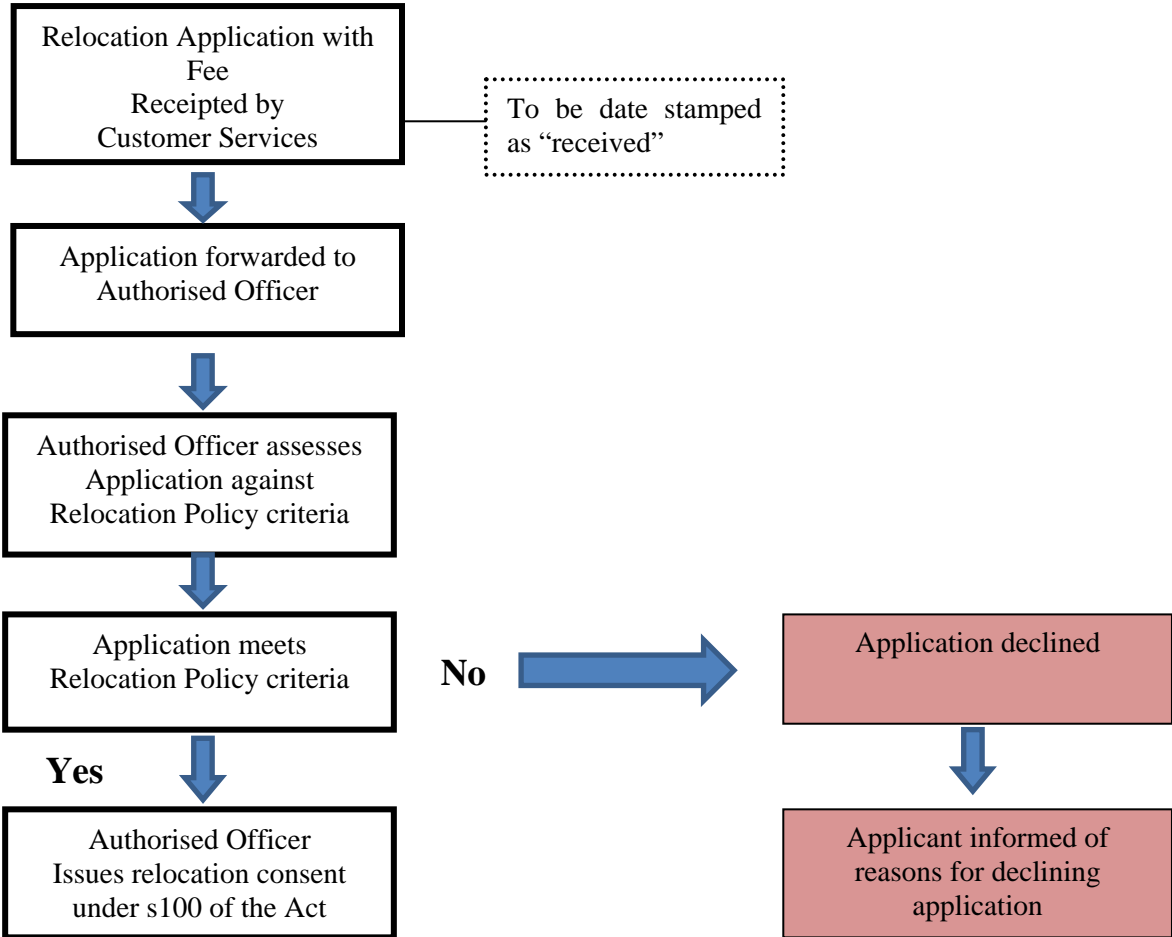 Relocation Application with
Fee
Receipted by
Customer Services
To be date stamped
as “received”
Application forwarded to
Authorised Officer
Authorised Officer assesses
Application against
Relocation Policy criteria
Application meets
Relocation Policy criteria
No
Application declined
Yes
Authorised Officer
Issues relocation consent
under s100 of the Act
Applicant informed of
reasons for declining
application